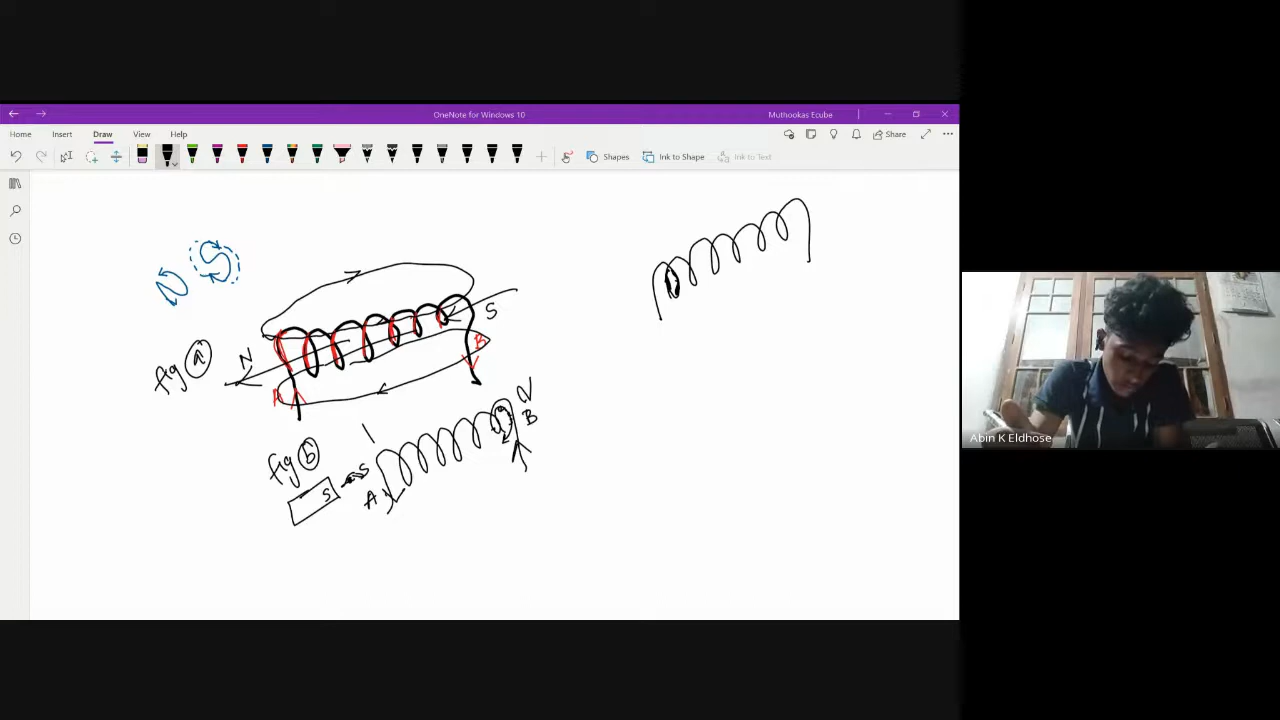 OneNote for Windows 10
Muthookas Ecube
Home Insert Draw View Help
Share
Shapes
Ink to Shape
Ink to Text
N S
S
N
fig a
B
A
N
B
fig b
S
S
A
Abin K Eldhose